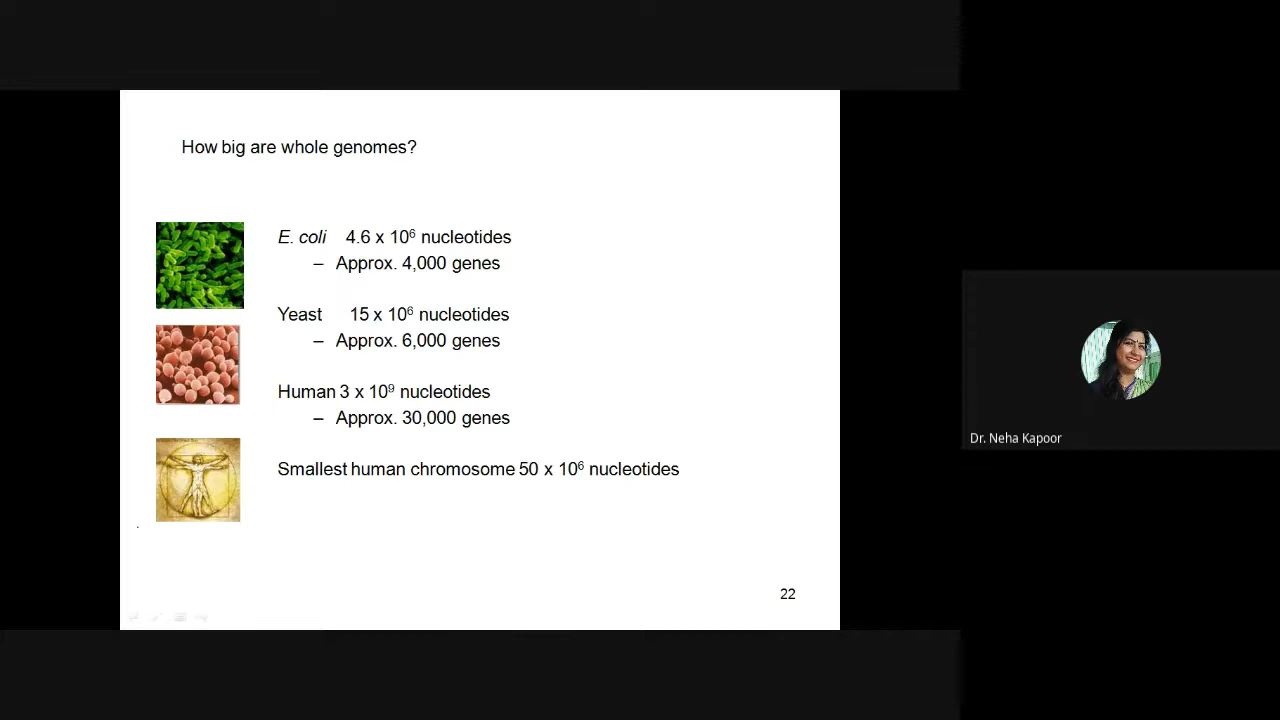 How big are whole genomes?
E. coli 4.6 x 10⁶ nucleotides
– Approx. 4,000 genes
Yeast 15 x 10⁶ nucleotides
– Approx. 6,000 genes
Human 3 x 10⁹ nucleotides
– Approx. 30,000 genes
Smallest human chromosome 50 x 10⁶ nucleotides
22
Dr. Neha Kapoor